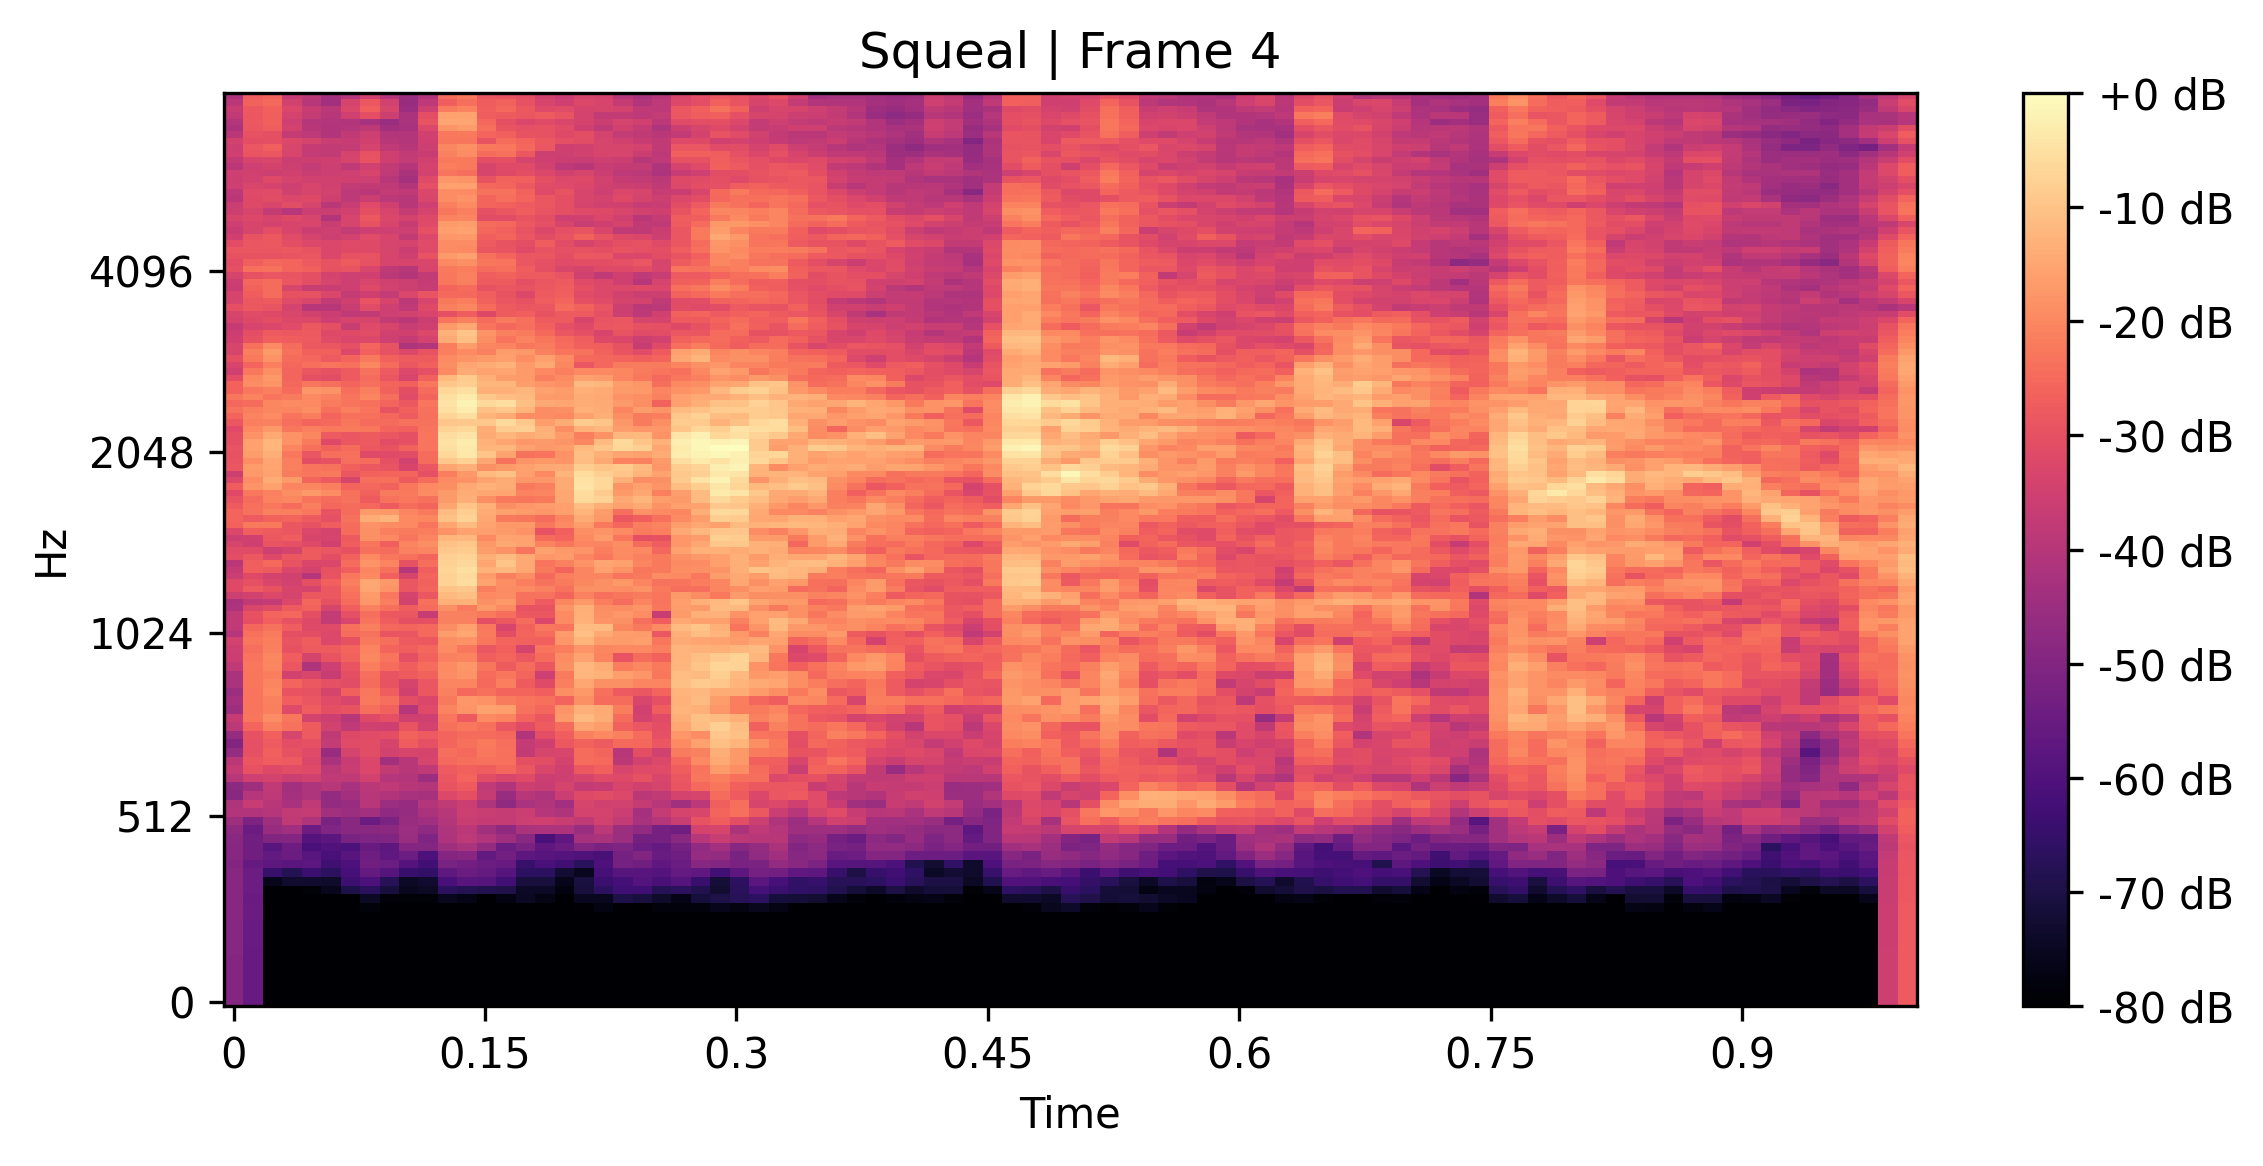 Squeal | Frame 4
Hz
4096
2048
1024
512
0
0 0.15 0.3 0.45 0.6 0.75 0.9
Time
+0 dB
-10 dB
-20 dB
-30 dB
-40 dB
-50 dB
-60 dB
-70 dB
-80 dB